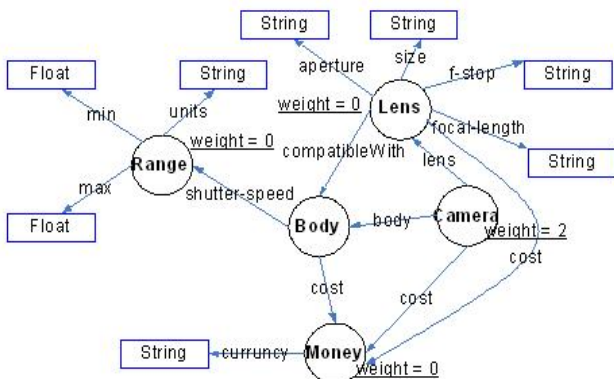 String
String
aperture
size
f-stop
Float
String
String
min
units
weight = 0
Lens
weight = 0
focal-length
compatibleWith
lens
String
Range
max
shutter-speed
Body
body
Camera
Float
weight = 2
cost
cost
cost
String
curruncy
Money
weight = 0